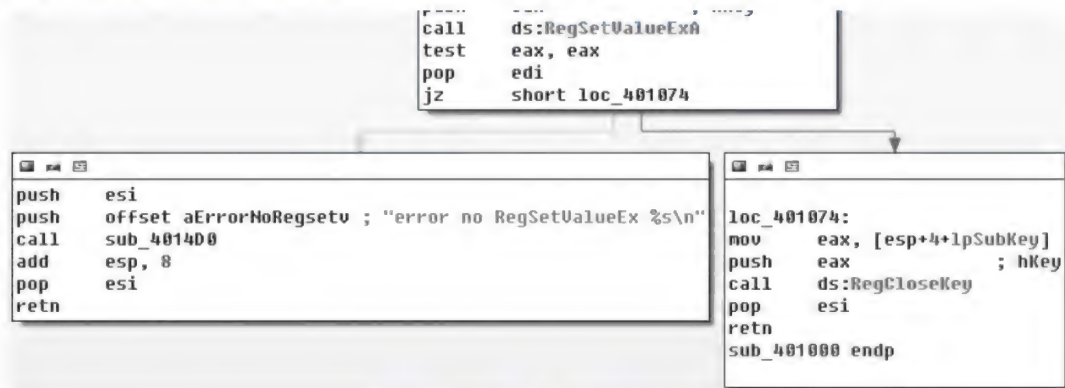 call ds:RegSetValueExA
test eax, eax
pop edi
jz short loc_401074
push esi
push offset aErrorNoRegsetv ; "error no RegSetValueEx %s\n"
call sub_4014D0
add esp, 8
pop esi
retn
loc_401074:
mov eax, [esp+4+lpSubKey]
push eax ; hKey
call ds:RegCloseKey
pop esi
retn
sub_401000 endp